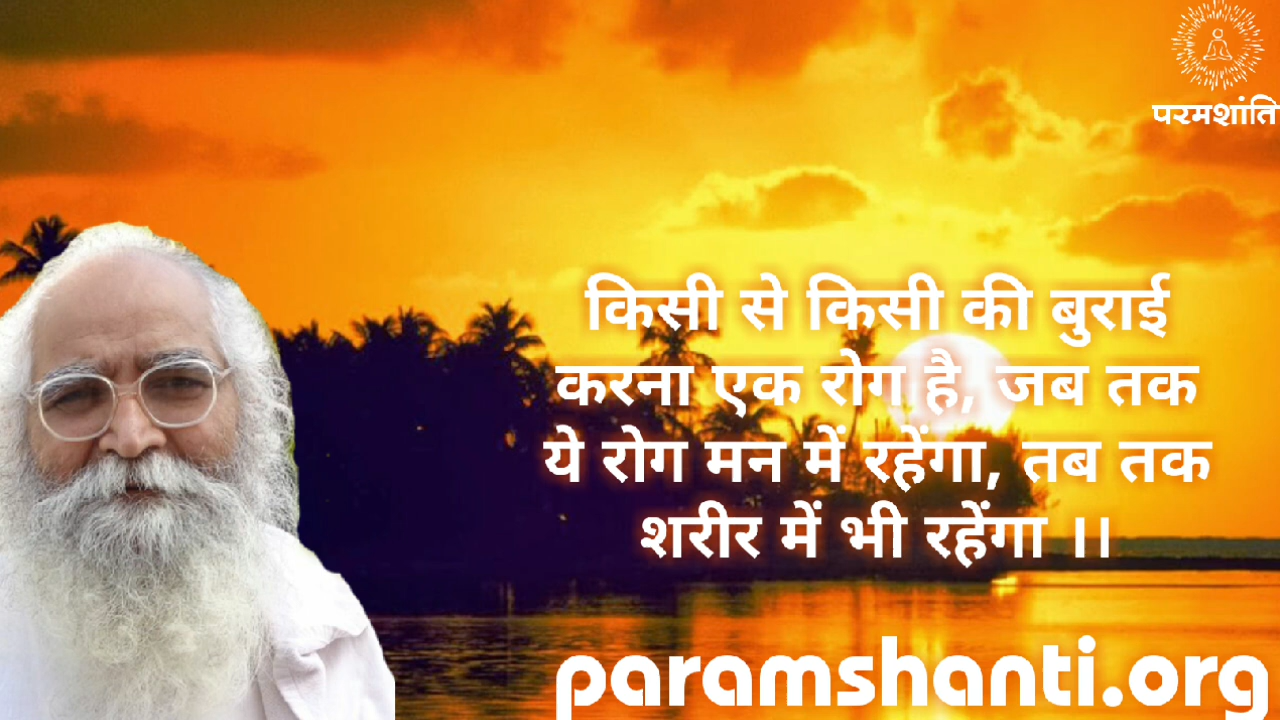 परमशांति
किसी से किसी की बुराई
करना एक रोग है, जब तक
ये रोग मन में रहेंगा, तब तक
शरीर में भी रहेंगा ।।
paramshanti.org